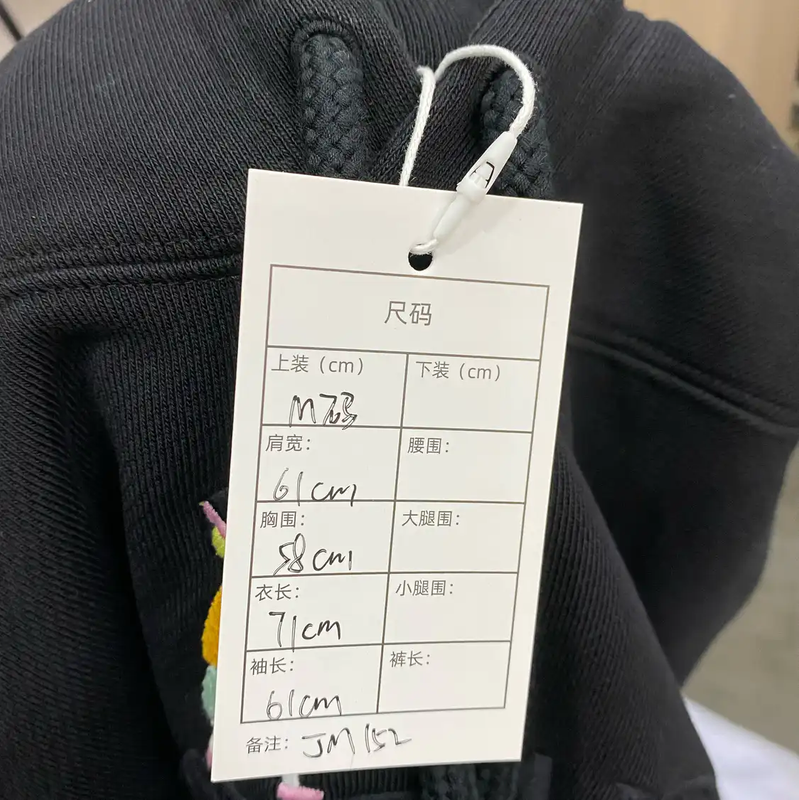 尺码
上装（cm） 下装（cm）
M码
肩宽： 腰围：
61cm
胸围： 大腿围：
58cm
衣长： 小腿围：
71cm
袖长： 裤长：
61cm
备注：JM152